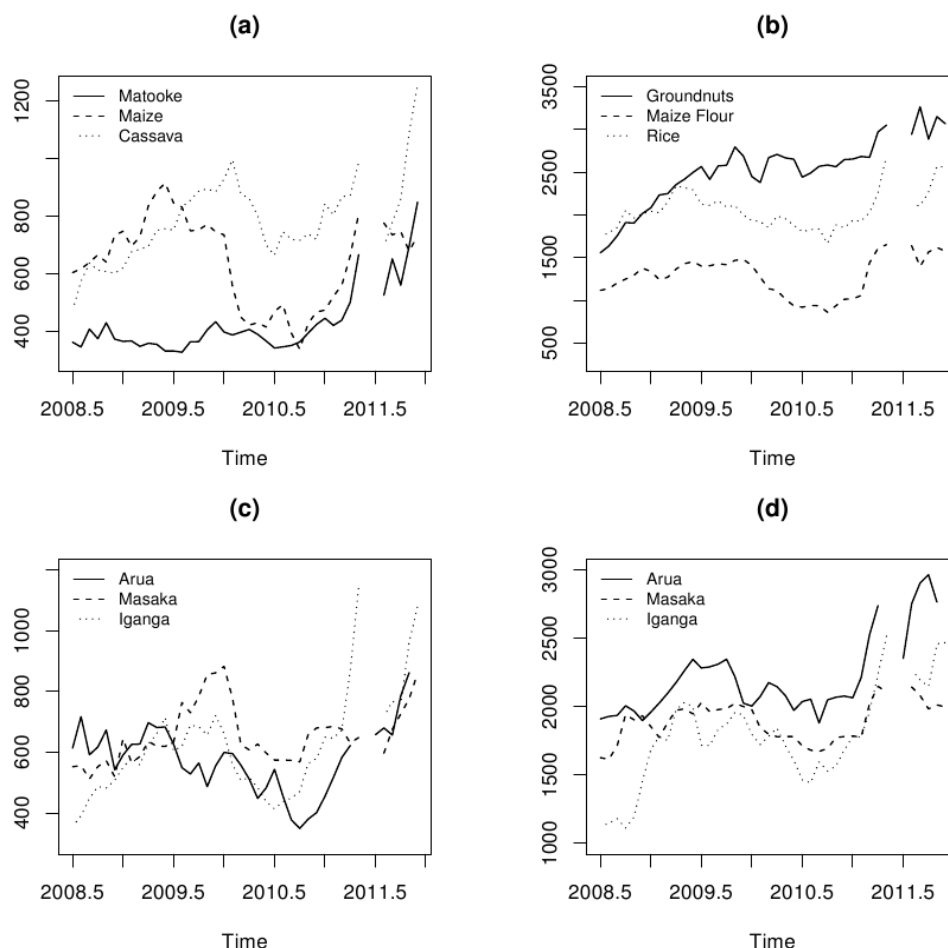 (a)
1200
800
600
400
Matooke
Maize
Cassava
2008.5 2009.5 2010.5 2011.5
Time
(b)
3500
2500
1500
500
Groundnuts
Maize Flour
Rice
2008.5 2009.5 2010.5 2011.5
Time
(c)
1000
800
600
400
Arua
Masaka
Iganga
2008.5 2009.5 2010.5 2011.5
Time
(d)
3000
2500
2000
1500
1000
Arua
Masaka
Iganga
2008.5 2009.5 2010.5 2011.5
Time